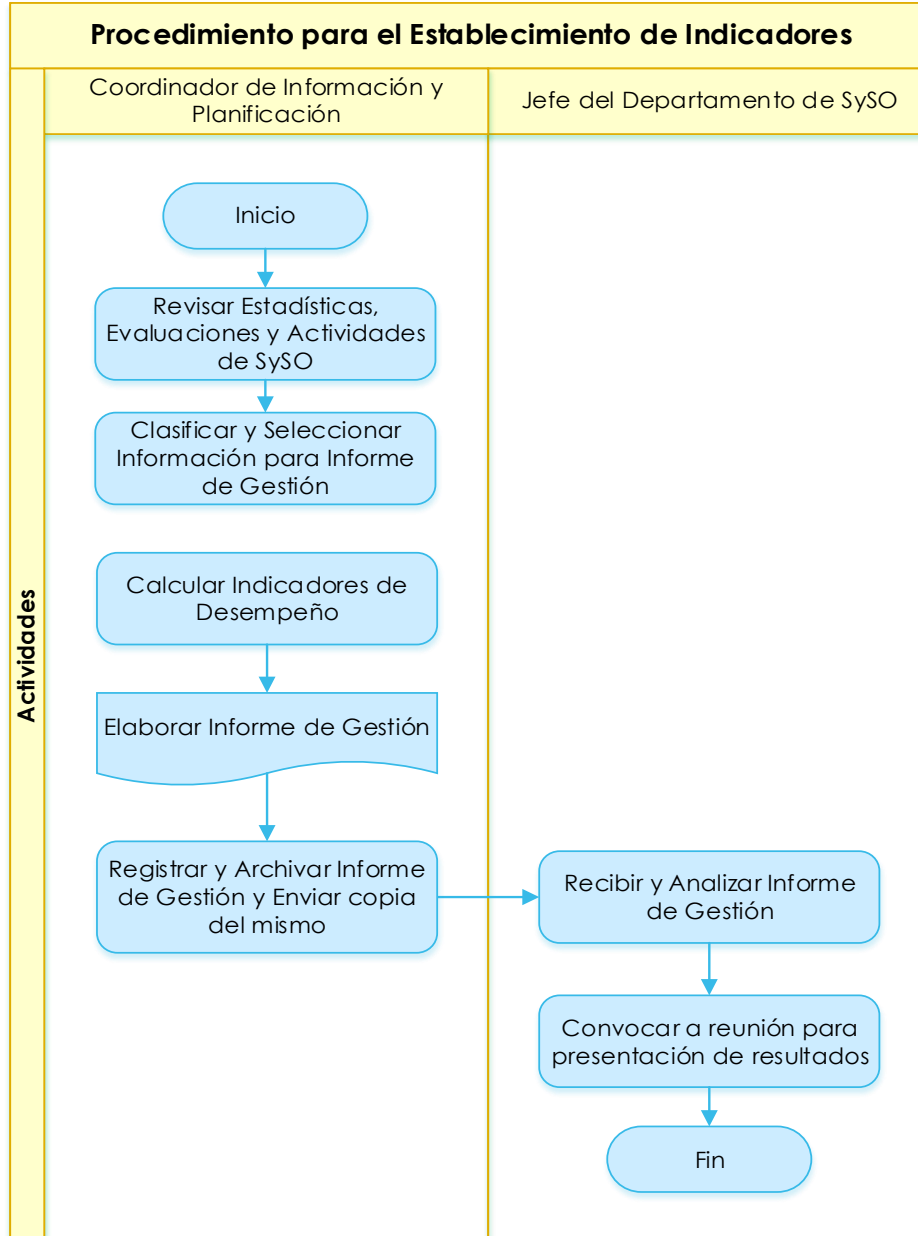 Procedimiento para el Establecimiento de Indicadores
Coordinador de Información y
Planificación
Jefe del Departamento de SySO
Actividades
Inicio
Revisar Estadísticas,
Evaluaciones y Actividades
de SySO
Clasificar y Seleccionar
Información para Informe
de Gestión
Calcular Indicadores de
Desempeño
Elaborar Informe de Gestión
Registrar y Archivar Informe
de Gestión y Enviar copia
del mismo
Recibir y Analizar Informe
de Gestión
Convocar a reunión para
presentación de resultados
Fin